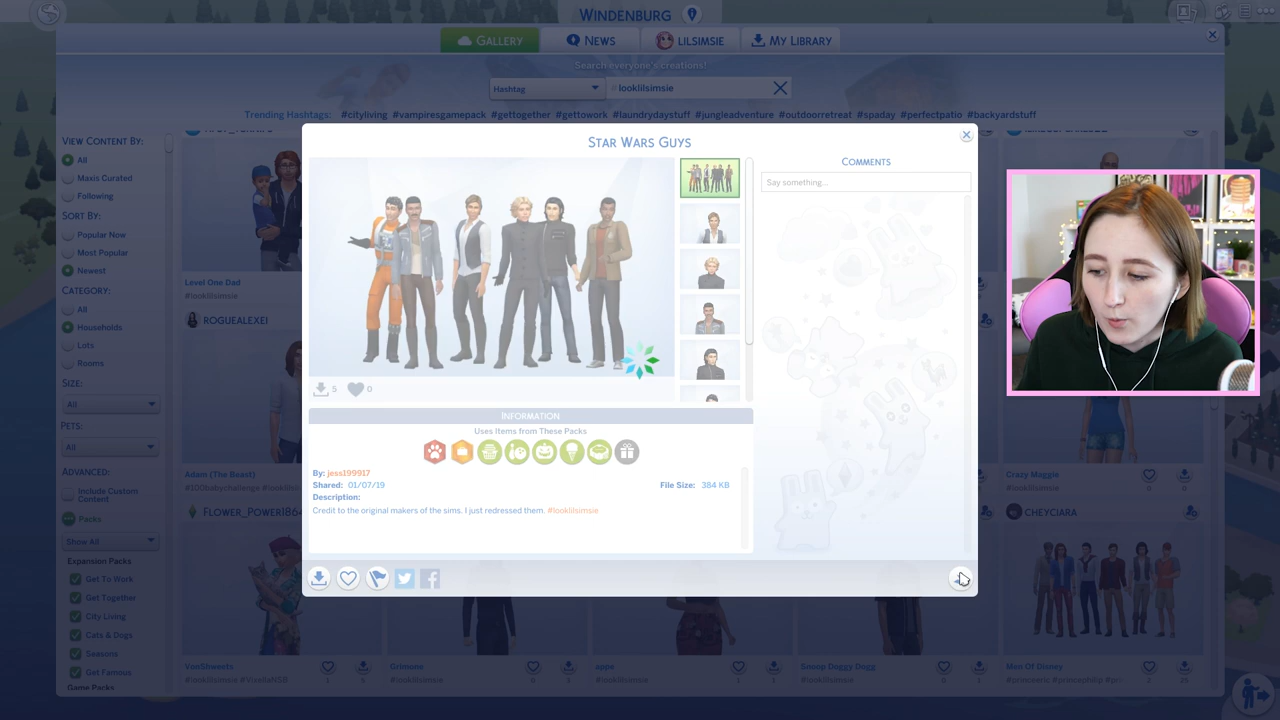 WINDENBURG
GALLERY
NEWS
LILSIMSIE
MY LIBRARY
Search everyone's creations!
Hashtag
looklilsimsie
Trending Hashtags: #cityliving #vampiresgamepack #gettogether #gettowork #laundrydaystuff #jungleadventure #outdoorretreat #spaday #perfectpatio #backyardstuff
VIEW CONTENT BY:
All
Maxis Curated
Following
SORT BY:
Popular Now
Most Popular
Newest
CATEGORY:
All
Households
Lots
Rooms
SIZE:
All
PETS:
All
ADVANCED:
Include Custom
Content
Packs
Show All
Expansion Packs
Get To Work
Get Together
City Living
Cats & Dogs
Seasons
Get Famous
Game Packs
Level One Dad
#looklilsimsie
ROGUEALEXEI
Adam (The Beast)
FLOWER_POWER1864
VonShweets
STAR WARS GUYS
5
0
INFORMATION
Uses Items from These Packs
By: jess199917
Shared: 01/07/19
File Size: 384 KB
Description:
Credit to the original makers of the sims. I just redressed them. #looklilsimsie
COMMENTS
Say something...
Crazy Maggie
#looklilsimsie
0
0
CHEYCIARA
Grimone
#looklilsimsie
#looklilsimsie
Snoop Doggy Dogg
#looklilsimsie
Men Of Disney